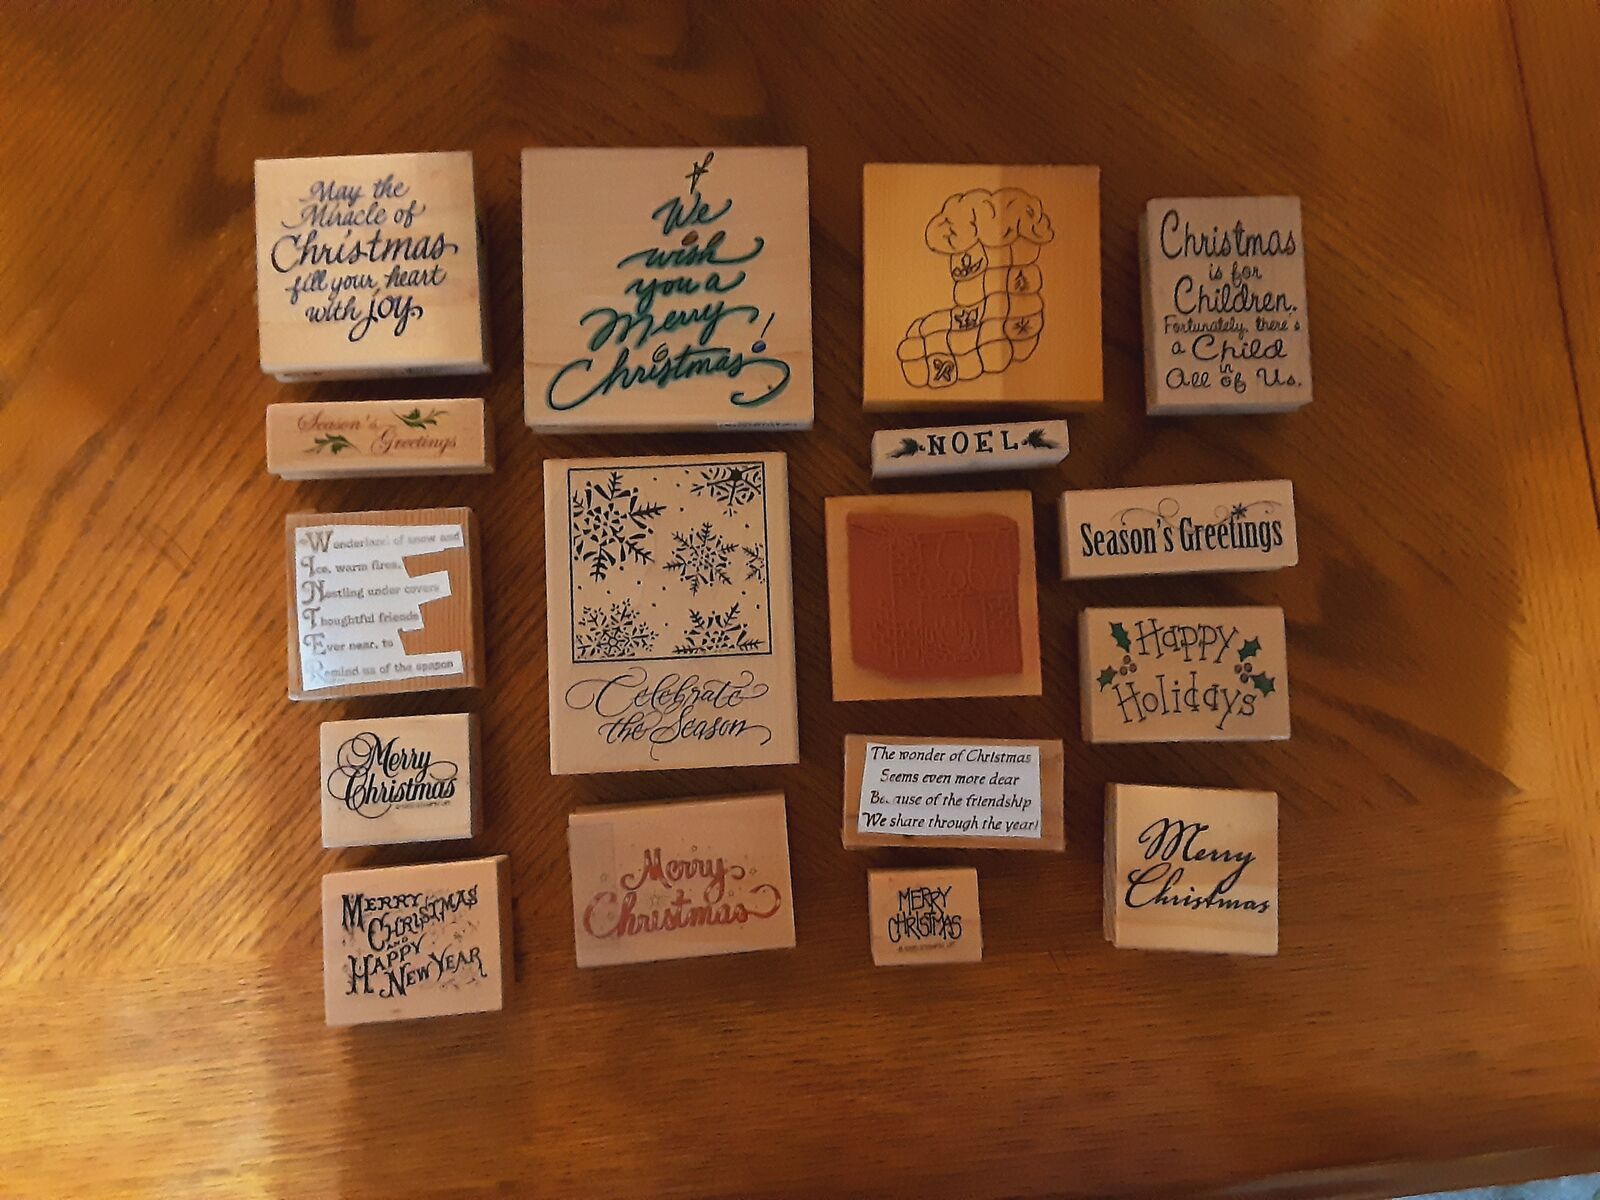 May the
Miracle of
Christmas
fill your heart
with joy
We
wish
you a
Merry
Christmas!
Christmas
is for
Children.
Fortunately, there's
a Child
in
All of Us.
Season's
Greetings
NOEL
Season's Greetings
Wonderland of snow and
Ice, warm fires,
Nestling under covers
Thoughtful friends
Ever near, to
Remind us of the season
Celebrate
the Season
Happy
Holidays
Merry
Christmas
The wonder of Christmas
Seems even more dear
Because of the friendship
We share through the year!
Merry
Christmas
MERRY CHRISTMAS
AND
HAPPY
NEW YEAR
Merry
Christmas
MERRY
CHRISTMAS